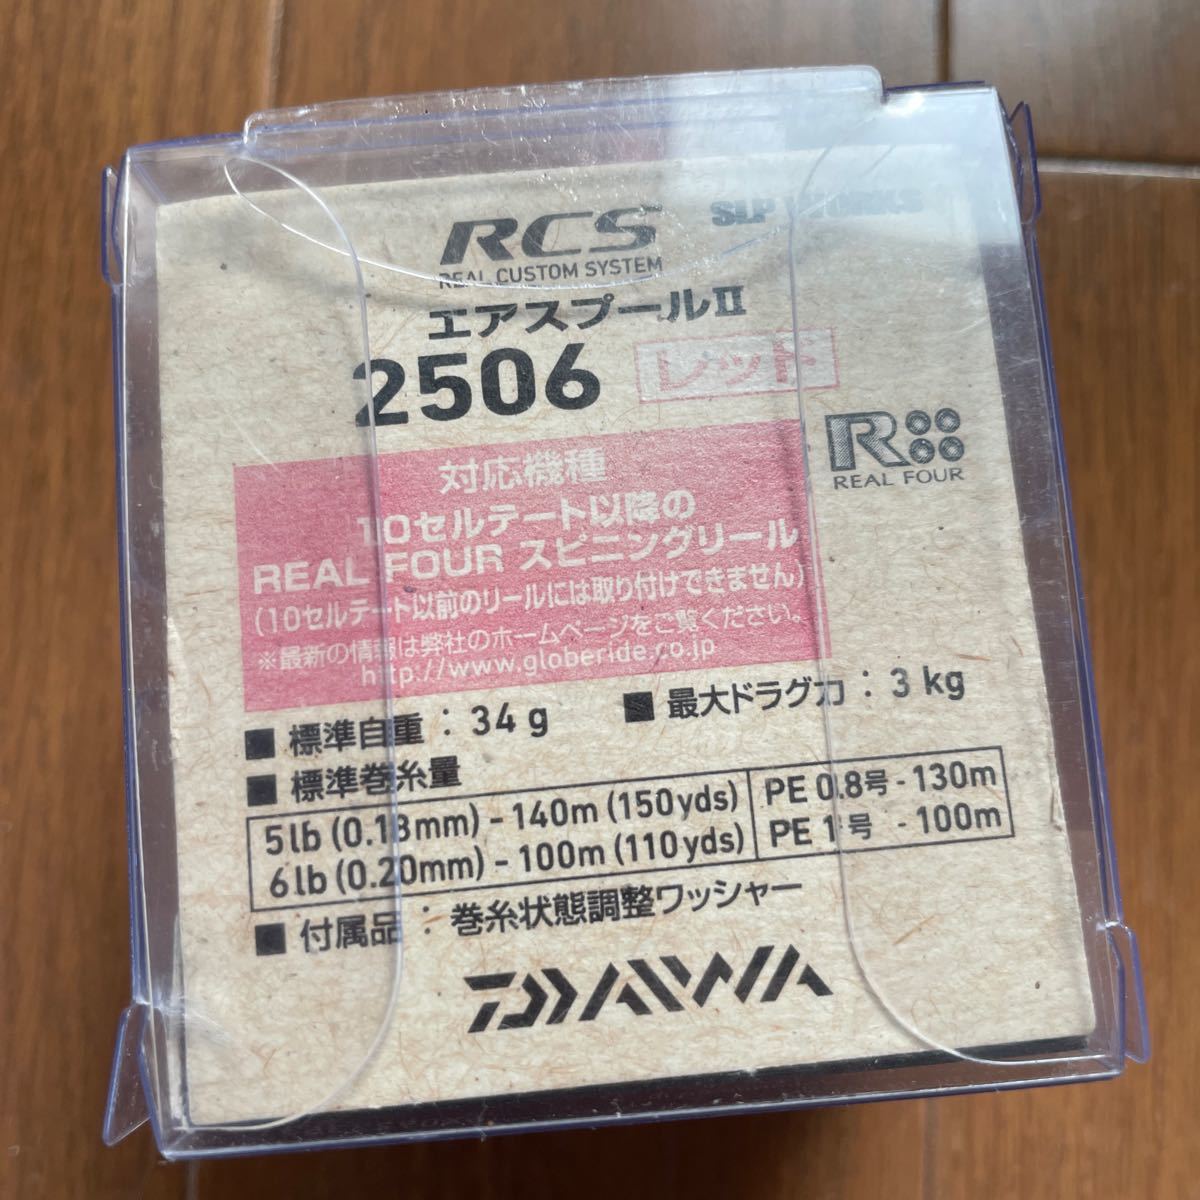 RCS SLP WORKS
REAL CUSTOM SYSTEM
エアスプールⅡ
2506 レッド
REAL FOUR
対応機種
10セルテート以降の
REAL FOUR スピニングリール
(10セルテート以前のリールには取り付けできません)
※最新の情報は弊社のホームページをご覧ください。
http://www.globeride.co.jp
■ 標準自重 : 34 g ■ 最大ドラグ力 : 3 kg
■ 標準巻糸量
5lb (0.18mm) - 140m (150yds) PE 0.8号 - 130m
6lb (0.20mm) - 100m (110yds) PE 1号 - 100m
■ 付属品 : 巻糸状態調整ワッシャー
DAIWA